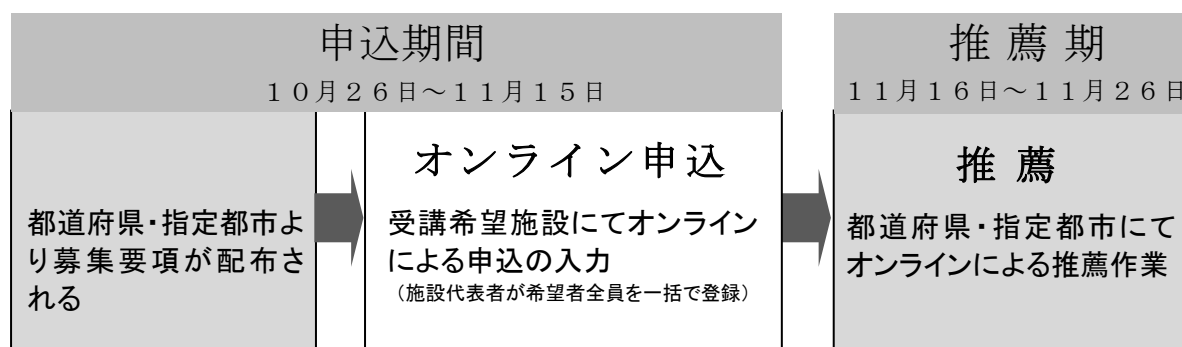 申込期間
１０月２６日～１１月１５日
都道府県・指定都市よ
り募集要項が配布さ
れる
オンライン申込
受講希望施設にてオンライン
による申込の入力
（施設代表者が希望者全員を一括で登録）
推薦期
１１月１６日～１１月２６日
推薦
都道府県・指定都市にて
オンラインによる推薦作業